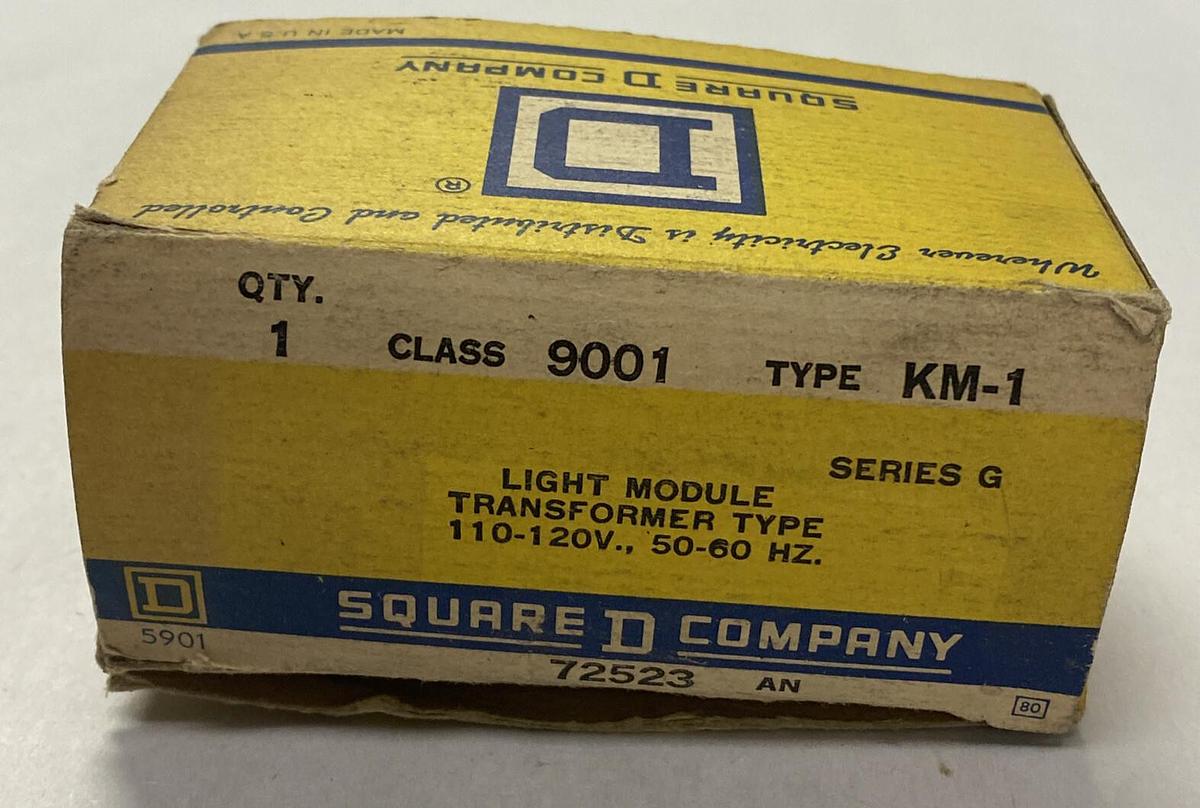 MADE IN U.S.A.
SQUARE D COMPANY
D
®
Wherever Electricity is Distributed and Controlled
QTY.
1 CLASS 9001 TYPE KM-1
SERIES G
LIGHT MODULE
TRANSFORMER TYPE
110-120V., 50-60 HZ.
D SQUARE D COMPANY
5901
72523 AN
80